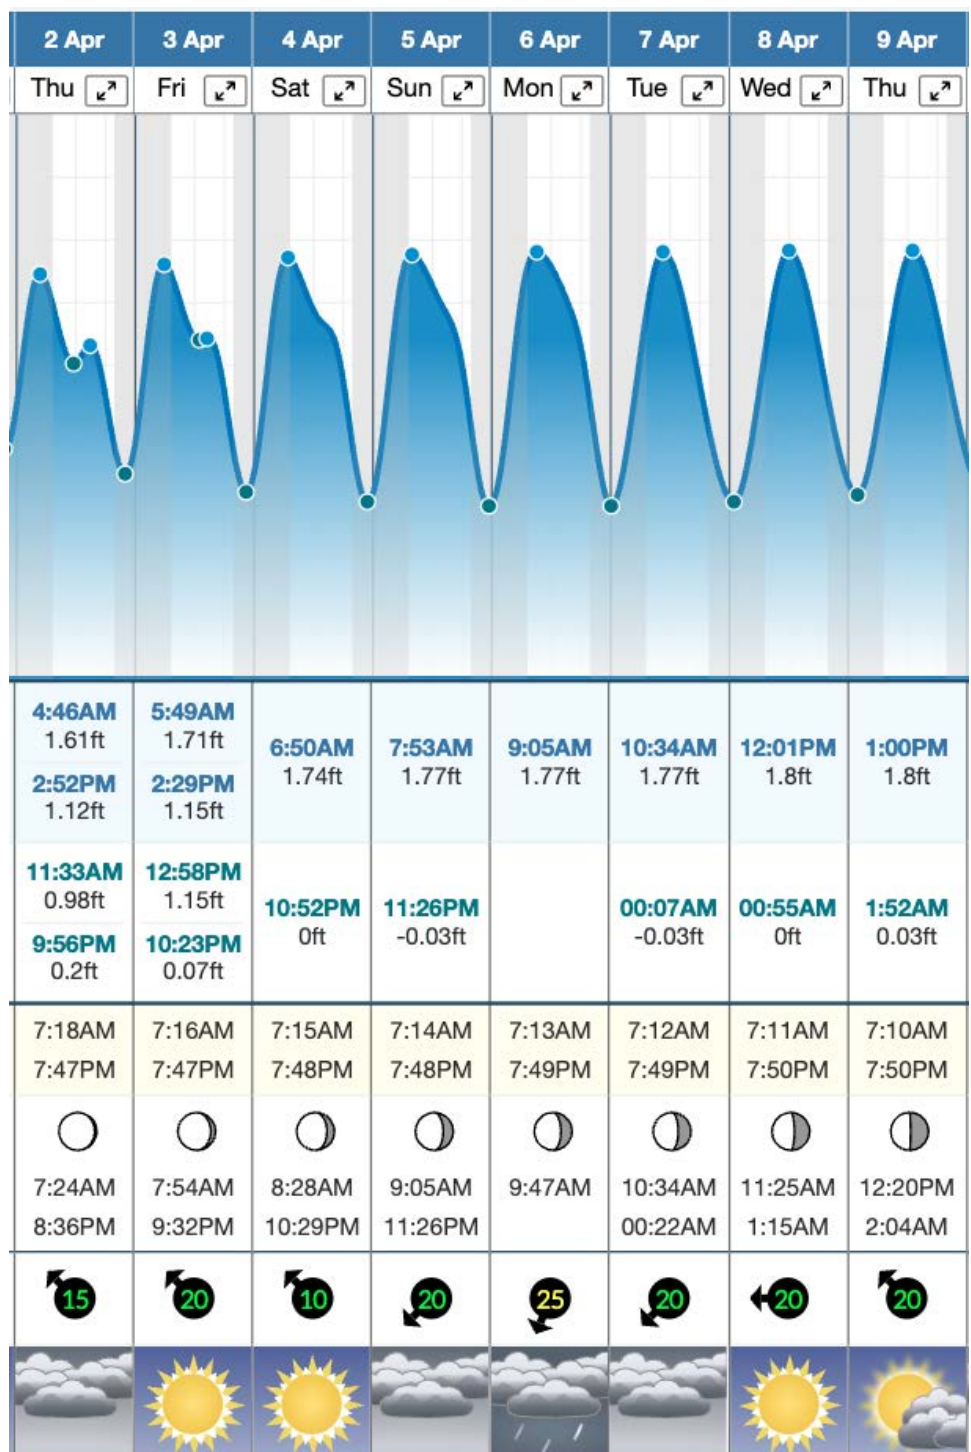 2 Apr 3 Apr 4 Apr 5 Apr 6 Apr 7 Apr 8 Apr 9 Apr
Thu Fri Sat Sun Mon Tue Wed Thu
4:46AM 5:49AM
1.61ft 1.71ft
6:50AM 7:53AM 9:05AM 10:34AM 12:01PM 1:00PM
1.74ft 1.77ft 1.77ft 1.77ft 1.8ft 1.8ft
2:52PM 2:29PM
1.12ft 1.15ft
11:33AM 12:58PM
0.98ft 1.15ft
10:52PM 11:26PM 00:07AM 00:55AM 1:52AM
0ft -0.03ft -0.03ft 0ft 0.03ft
9:56PM 10:23PM
0.2ft 0.07ft
7:18AM 7:16AM 7:15AM 7:14AM 7:13AM 7:12AM 7:11AM 7:10AM
7:47PM 7:47PM 7:48PM 7:48PM 7:49PM 7:49PM 7:50PM 7:50PM
7:24AM 7:54AM 8:28AM 9:05AM 9:47AM 10:34AM 11:25AM 12:20PM
8:36PM 9:32PM 10:29PM 11:26PM 00:22AM 1:15AM 2:04AM
15 20 10 20 25 20 20 20